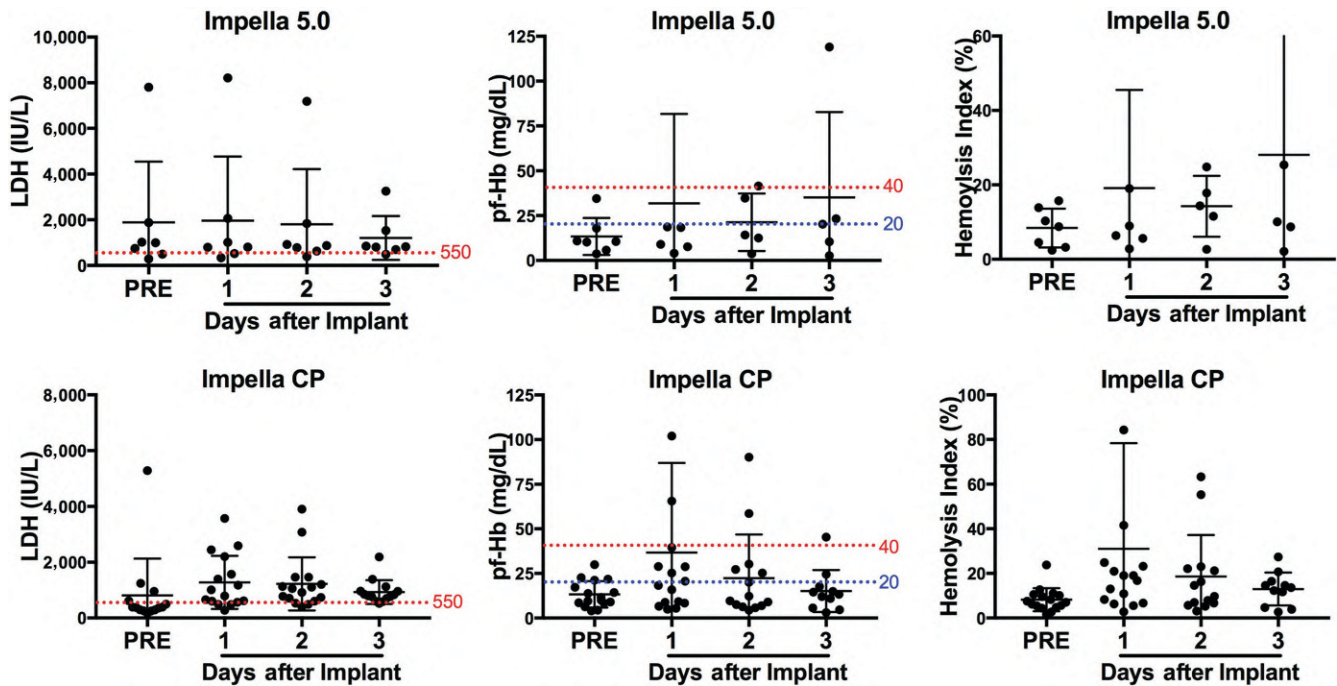 Impella 5.0
LDH (IU/L)
10,000
8,000
6,000
4,000
2,000
0
550
PRE 1 2 3
Days after Implant
Impella 5.0
pf-Hb (mg/dL)
125
100
75
50
25
0
40
20
PRE 1 2 3
Days after Implant
Impella 5.0
Hemoylsis Index (%)
60
40
20
0
PRE 1 2 3
Days after Implant
Impella CP
LDH (IU/L)
8,000
6,000
4,000
2,000
0
550
PRE 1 2 3
Days after Implant
Impella CP
pf-Hb (mg/dL)
125
100
75
50
25
0
40
20
PRE 1 2 3
Days after Implant
Impella CP
Hemolysis Index (%)
100
80
60
40
20
0
PRE 1 2 3
Days after Implant